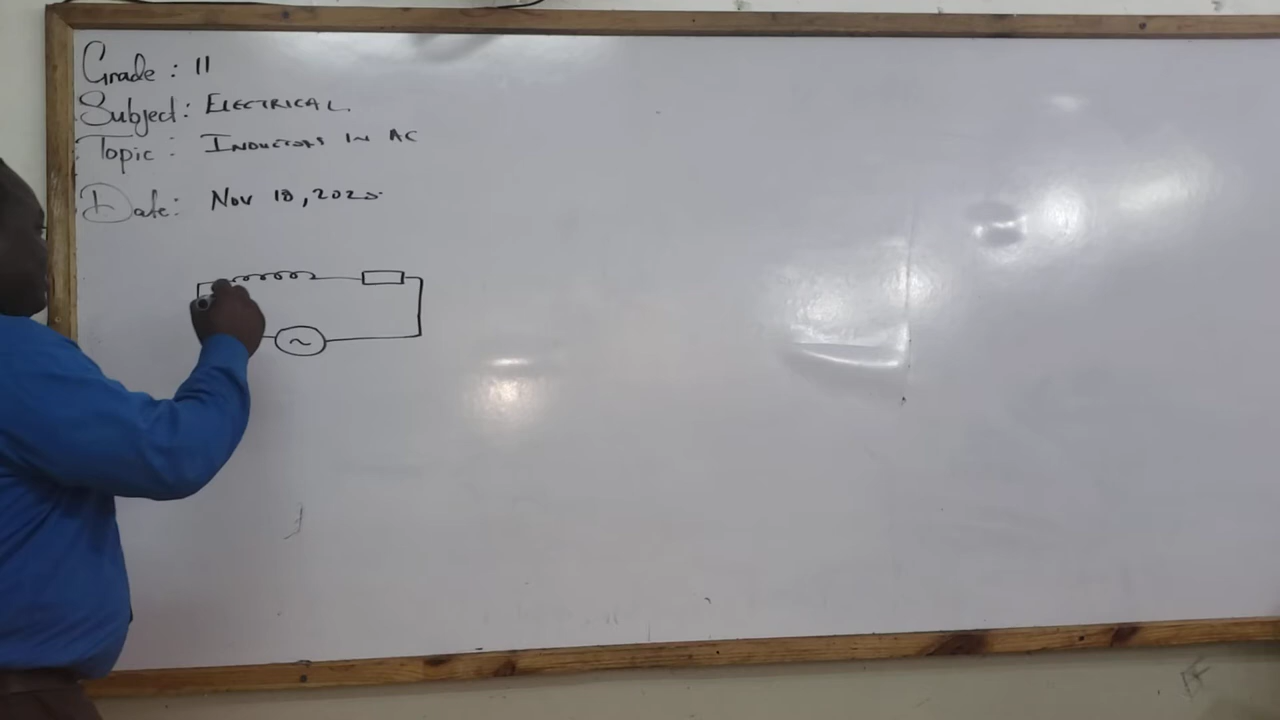 Grade: 11
Subject: ELECTRICAL
Topic: INDUCTORS IN AC
Date: Nov 18, 2025
~